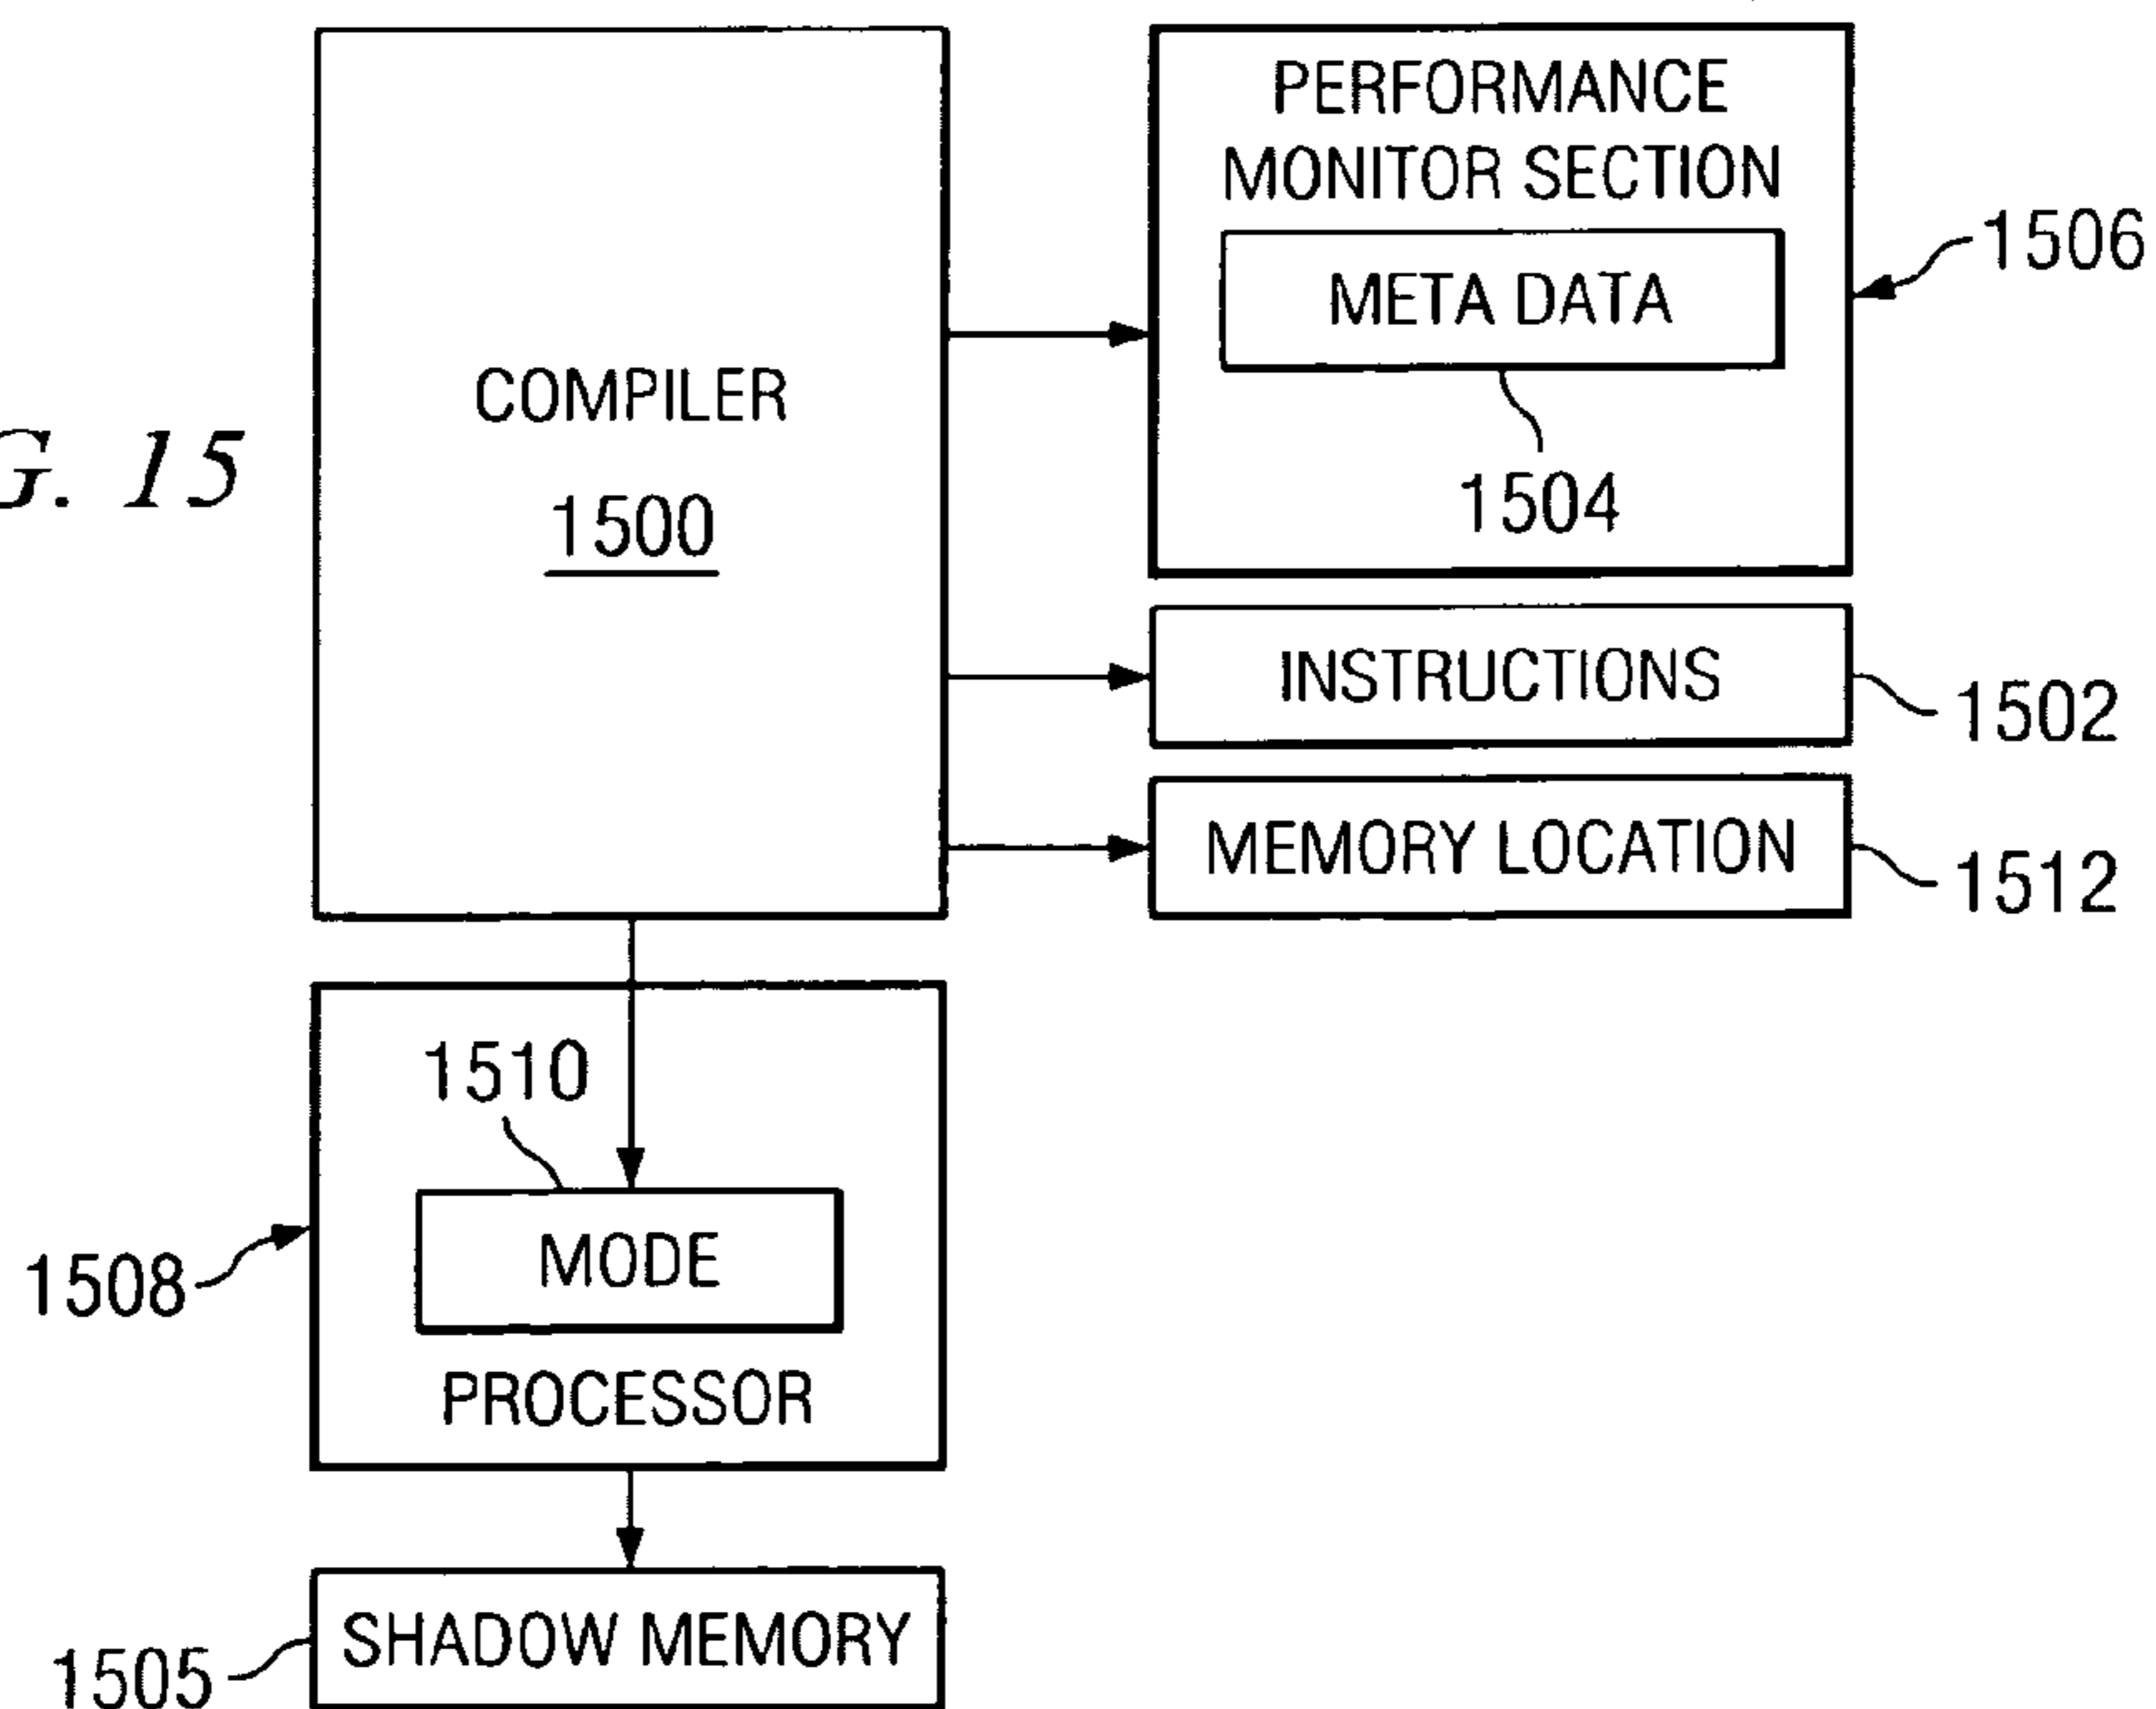 PERFORMANCE
MONITOR SECTION
META DATA
1506
1504
COMPILER
1500
G. 15
INSTRUCTIONS
1502
MEMORY LOCATION
1512
1510
MODE
1508
PROCESSOR
SHADOW MEMORY
1505